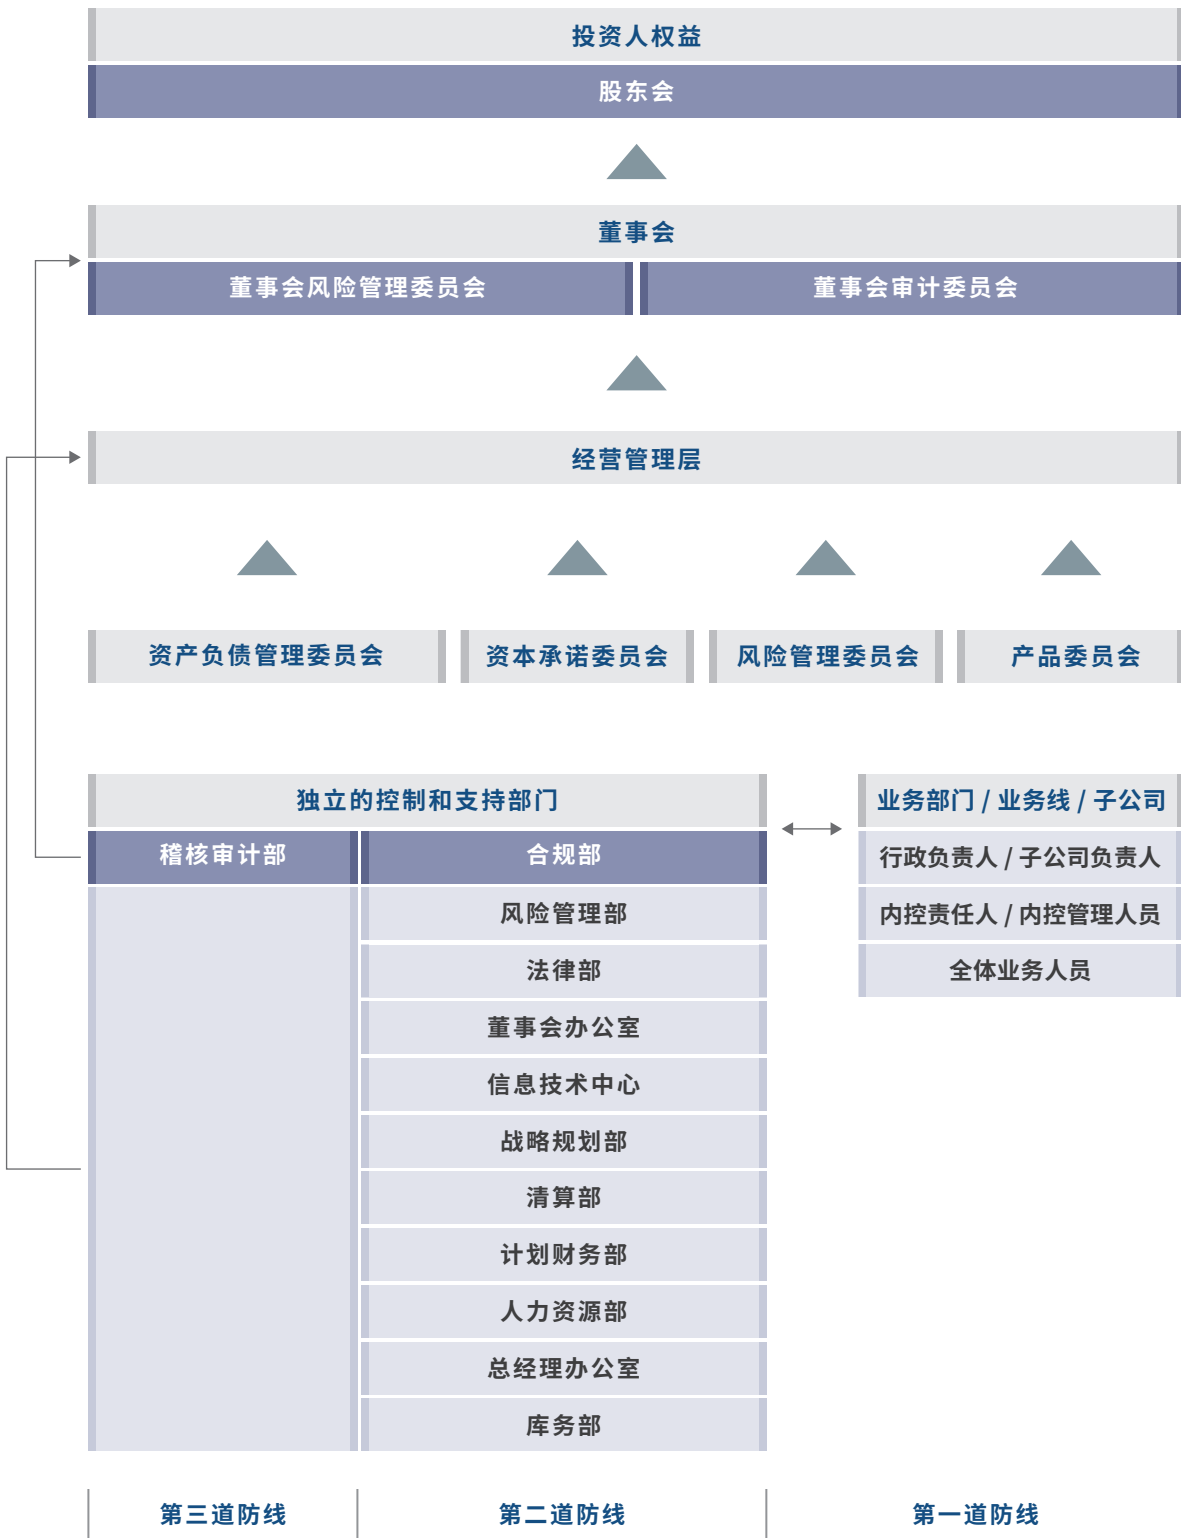 投资人权益
股东会
董事会
董事会风险管理委员会
董事会审计委员会
经营管理层
资产负债管理委员会
资本承诺委员会
风险管理委员会
产品委员会
独立的控制和支持部门
业务部门 / 业务线 / 子公司
稽核审计部
合规部
行政负责人 / 子公司负责人
风险管理部
内控责任人 / 内控管理人员
法律部
全体业务人员
董事会办公室
信息技术中心
战略规划部
清算部
计划财务部
人力资源部
总经理办公室
库务部
第三道防线
第二道防线
第一道防线